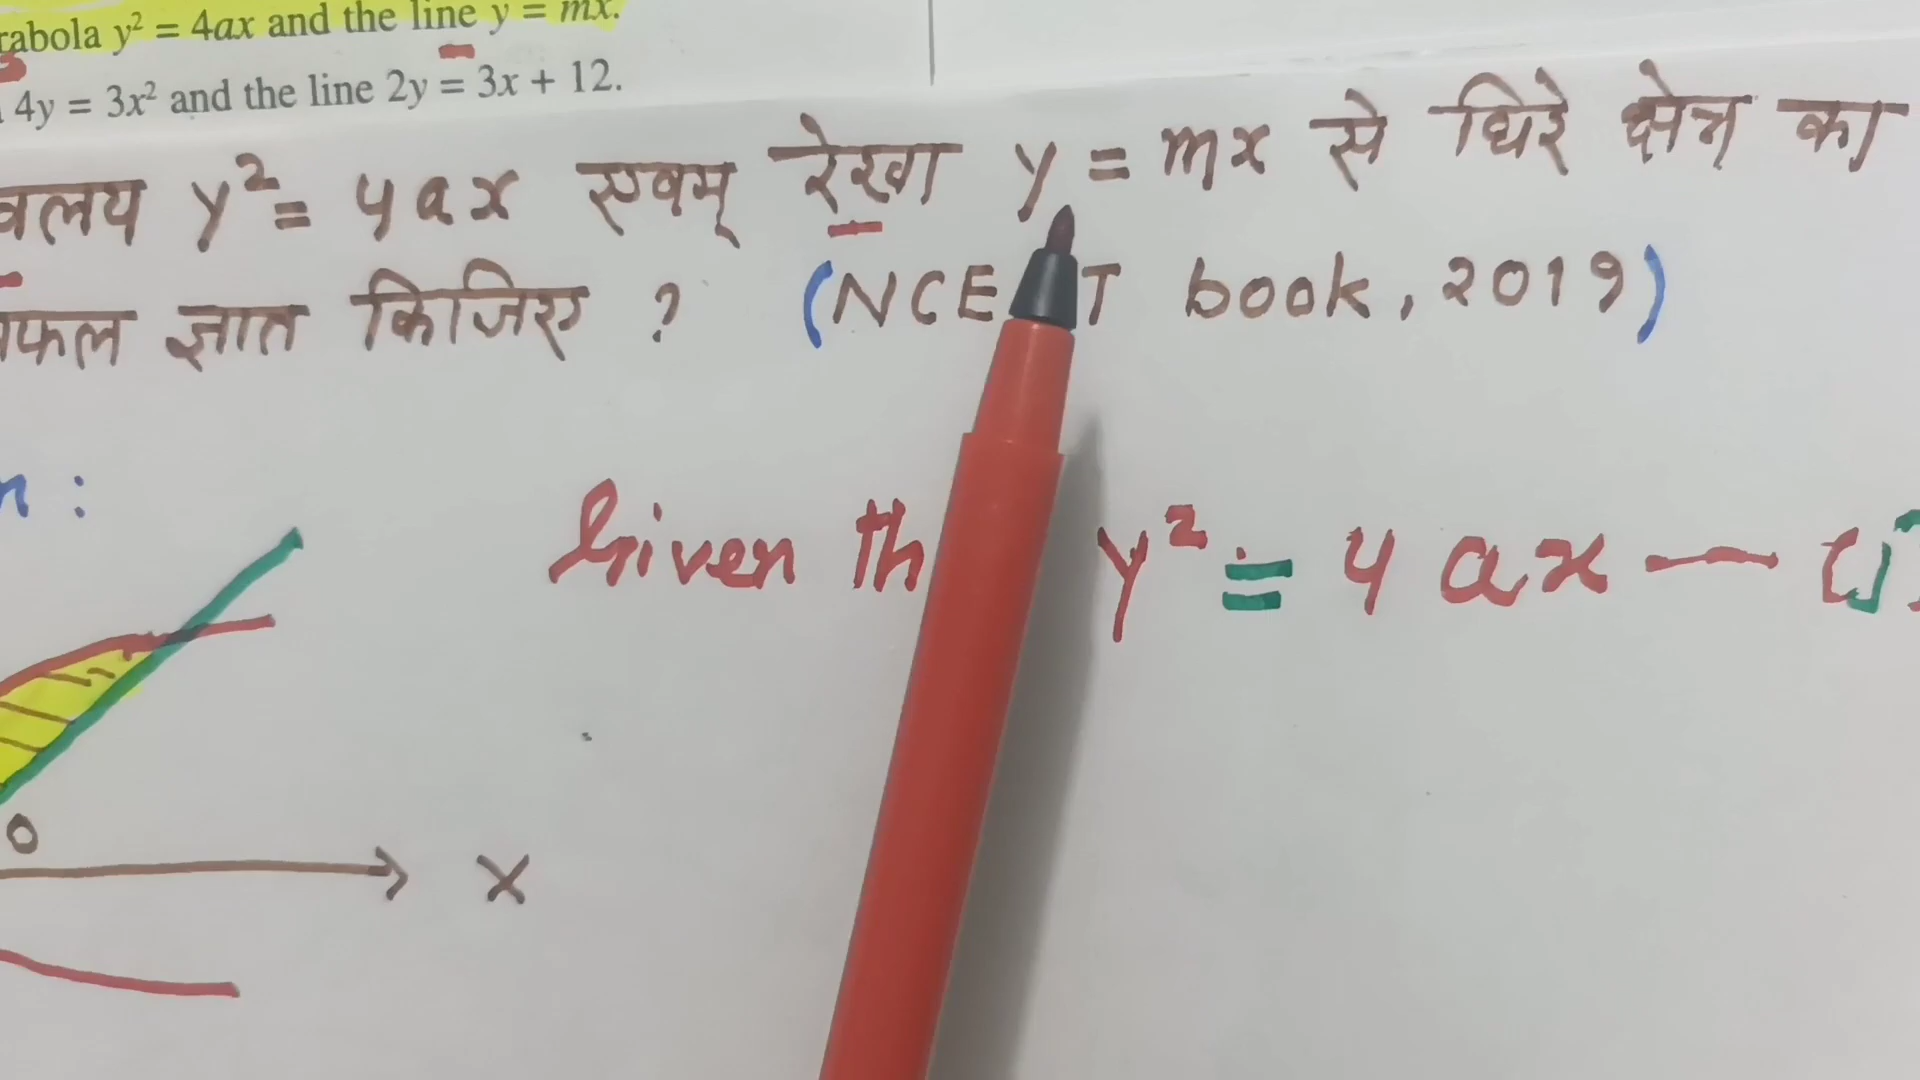 y² = 4ax and the line y = mx.
4y = 3x² and the line 2y = 3x + 12.
वलय y² = 4ax एवम् रेखा y = mx से घिरे क्षेत्र का
फल ज्ञात किजिए ? (NCE T book, 2019)
:
Given th y² = 4ax — (1)
0
X